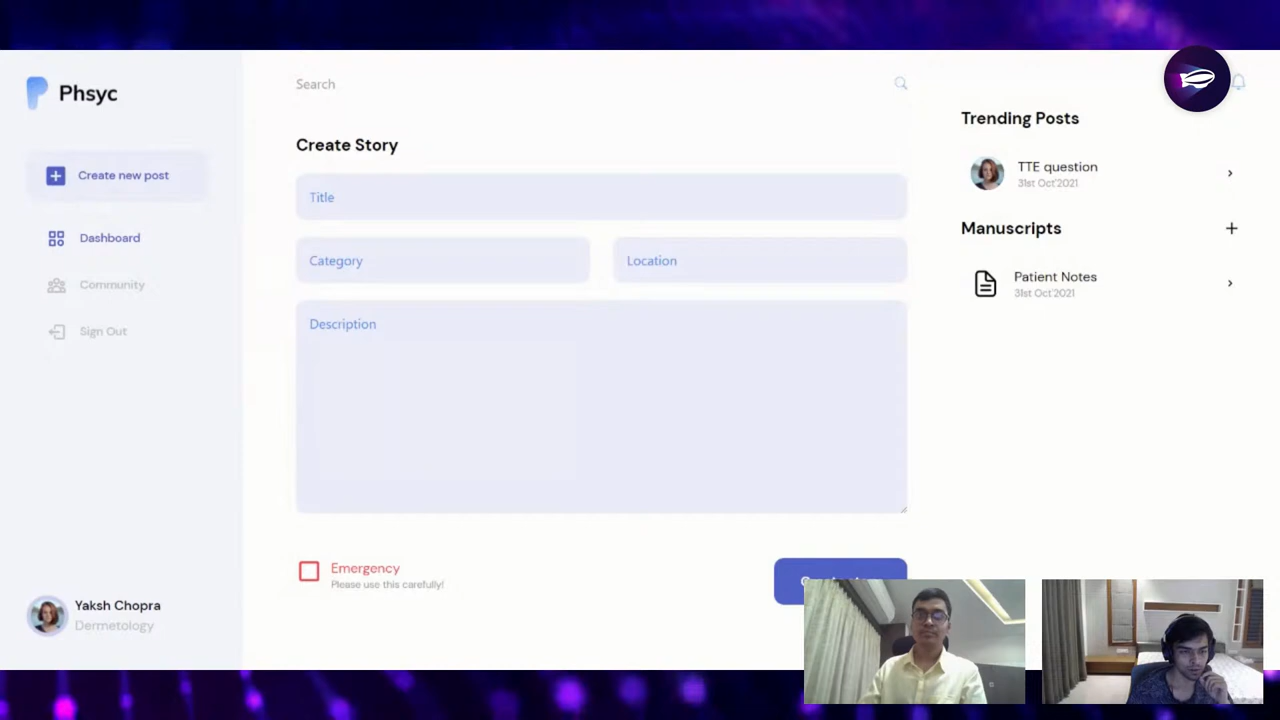 Phsyc
Create new post
Dashboard
Community
Sign Out
Yaksh Chopra
Dermetology
Search
Create Story
Title
Category
Location
Description
Emergency
Please use this carefully!
Trending Posts
TTE question
31st Oct'2021
Manuscripts
Patient Notes
31st Oct'2021